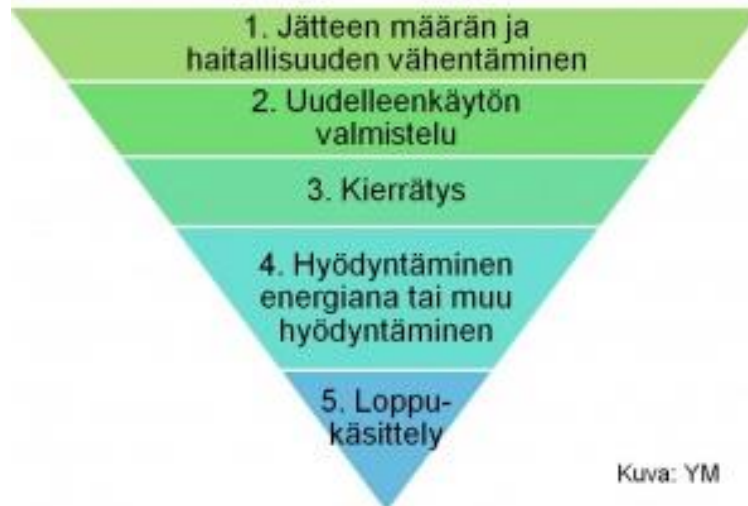 1. Jätteen määrän ja
haitallisuuden vähentäminen
2. Uudelleenkäytön
valmistelu
3. Kierrätys
4. Hyödyntäminen
energiana tai muu
hyödyntäminen
5. Loppu-
käsittely
Kuva: YM